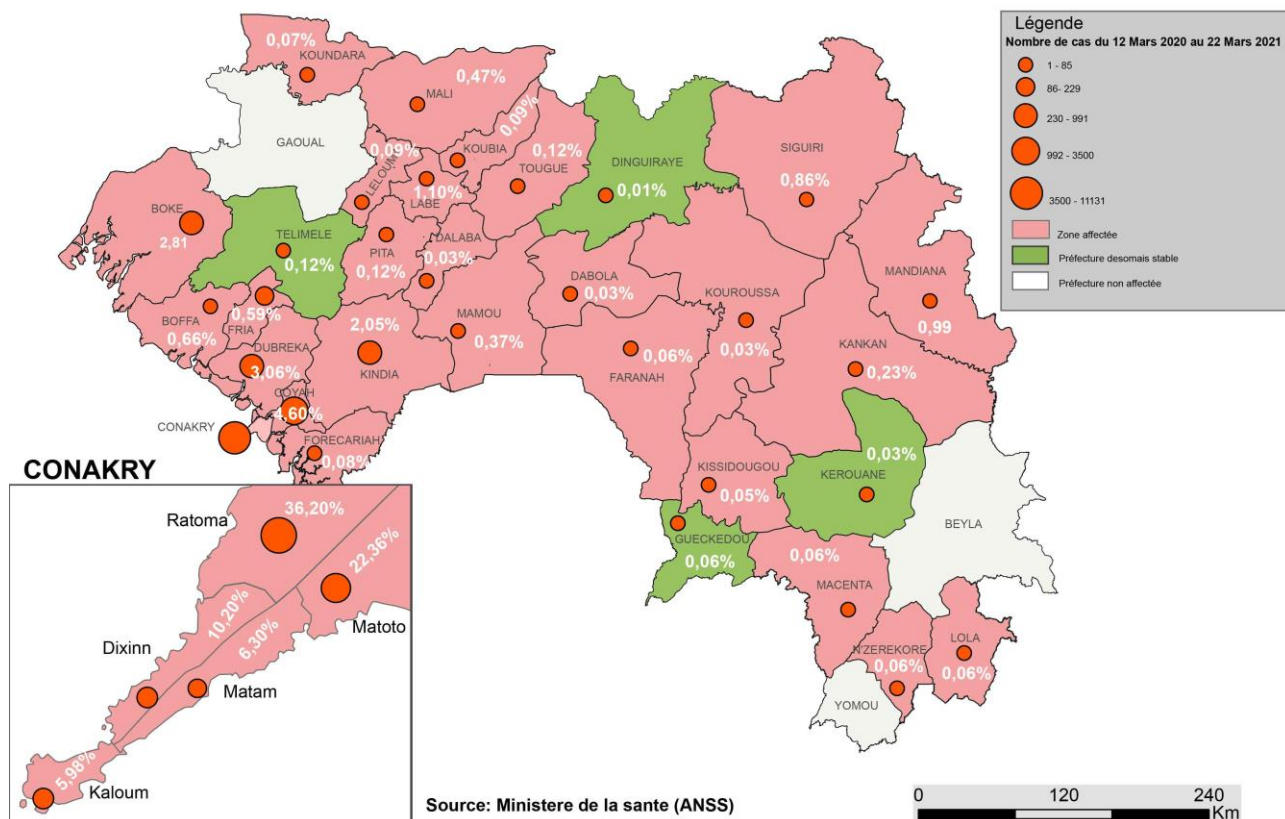 Légende
Nombre de cas du 12 Mars 2020 au 22 Mars 2021
1 - 85
86- 229
230 - 991
992 - 3500
3500 - 11131
Zone affectée
Préfecture desomais stable
Préfecture non affectée
0,07%
KOUNDARA
0,47%
MALI
0,09%
KOUBIA
GAOUAL
0,09%
LELOUMA
1,10%
LABE
0,12%
TOUGUE
DINGUIRAYE
0,01%
SIGUIRI
0,86%
BOKE
2,81
TELIMELE
0,12%
PITA
0,12%
DALABA
0,03%
DABOLA
0,03%
KOUROUSSA
0,03%
MANDIANA
0,99
BOFFA
0,66%
0,59%
FRIA
DUBREKA
3,06%
2,05%
KINDIA
MAMOU
0,37%
0,06%
FARANAH
KANKAN
0,23%
COYAH
4,60%
CONAKRY
FORECARIAH
0,08%
KISSIDOUGOU
0,05%
0,03%
KEROUANE
BEYLA
GUECKEDOU
0,06%
0,06%
MACENTA
N'ZEREKORE
0,06%
LOLA
0,06%
YOMOU
CONAKRY
Ratoma
36,20%
22,36%
Matoto
10,20%
Dixinn
6,30%
Matam
5,98%
Kaloum
Source: Ministere de la sante (ANSS)
0 120 240
Km